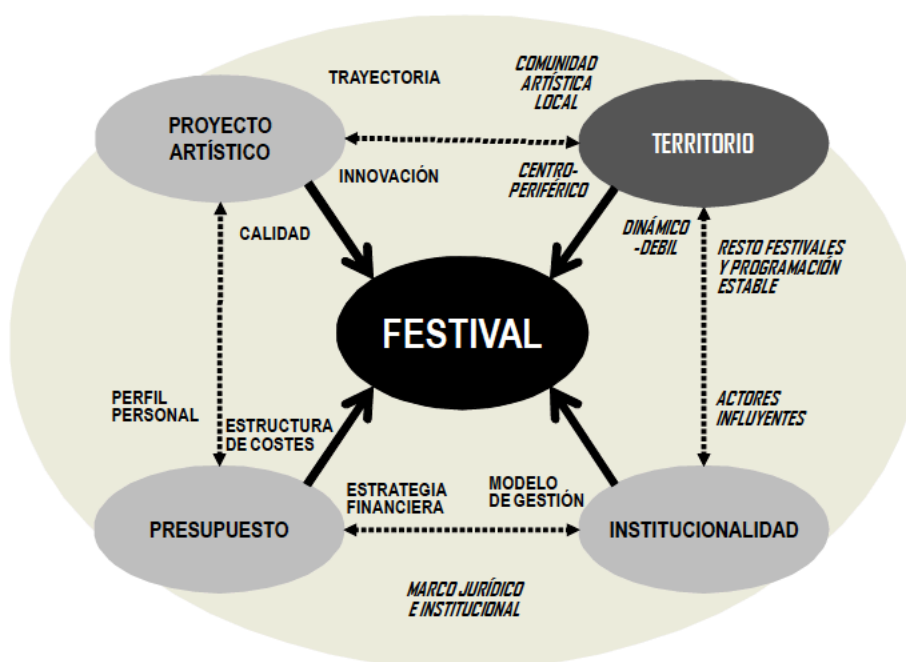 TRAYECTORIA
COMUNIDAD
ARTÍSTICA
LOCAL
PROYECTO
ARTÍSTICO
TERRITORIO
INNOVACIÓN
CENTRO-
PERIFÉRICO
CALIDAD
DINÁMICO
-DEBIL
RESTO FESTIVALES
Y PROGRAMACIÓN
ESTABLE
FESTIVAL
PERFIL
PERSONAL
ESTRUCTURA
DE COSTES
ACTORES
INFLUYENTES
ESTRATEGIA
FINANCIERA
MODELO
DE GESTIÓN
PRESUPUESTO
INSTITUCIONALIDAD
MARCO JURÍDICO
E INSTITUCIONAL